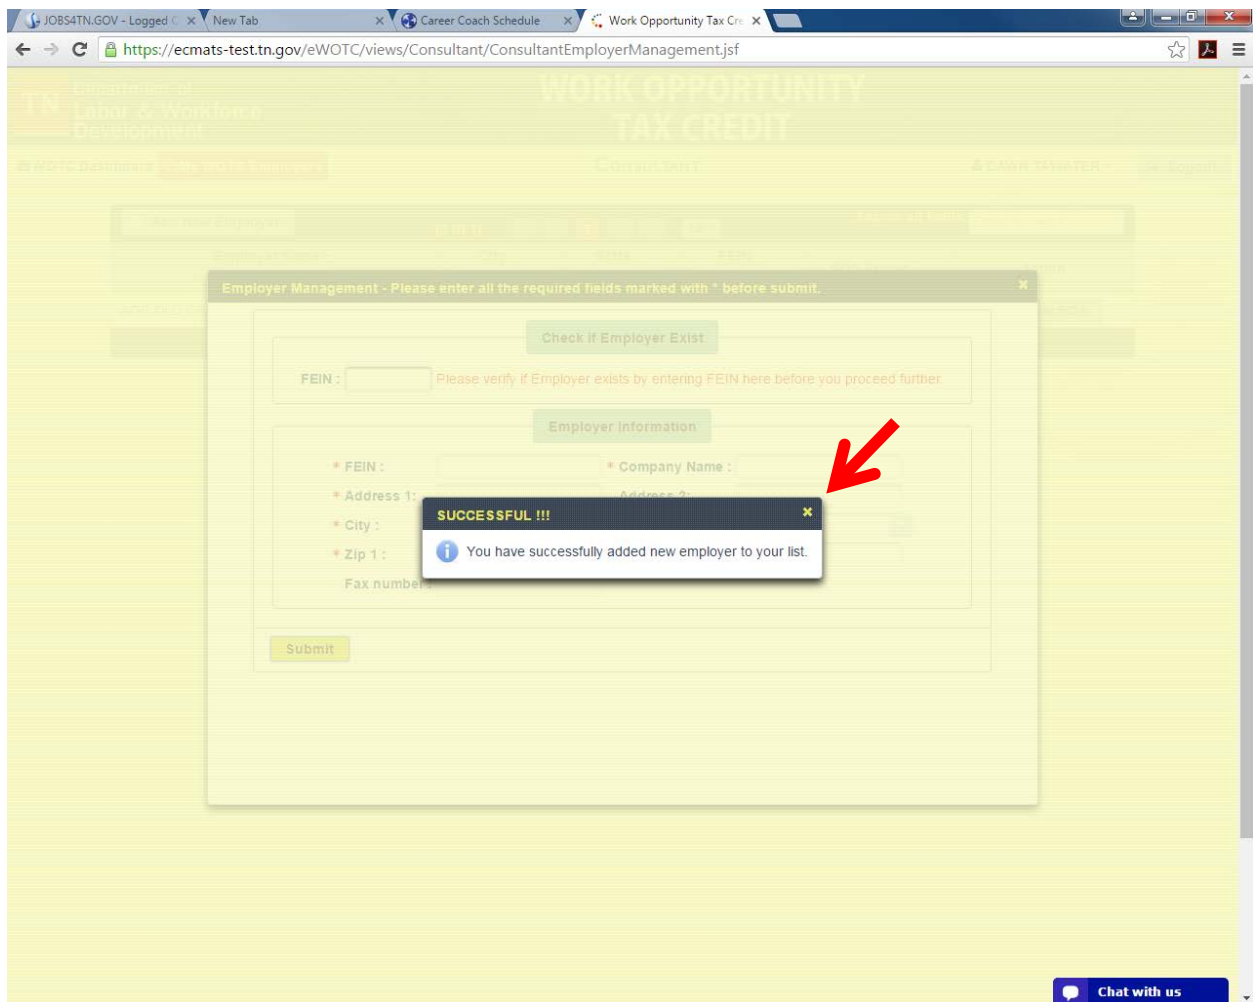 JOBS4TN.GOV - Logged O
New Tab
Career Coach Schedule
Work Opportunity Tax Cre
https://ecmats-test.tn.gov/eWOTC/views/Consultant/ConsultantEmployerManagement.jsf
TN
Department of
Labor & Workforce
Development
WORK OPPORTUNITY
TAX CREDIT
CONSULTANT
Logout
Employer Management - Please enter all the required fields marked with * before submit.
Check if Employer Exist
FEIN :
Please verify if Employer exists by entering FEIN here before you proceed further.
Employer Information
* FEIN :
* Company Name :
* Address 1:
Address 2:
* City :
* Zip 1 :
Fax number :
SUCCESSFUL !!!
You have successfully added new employer to your list.
Submit
Chat with us